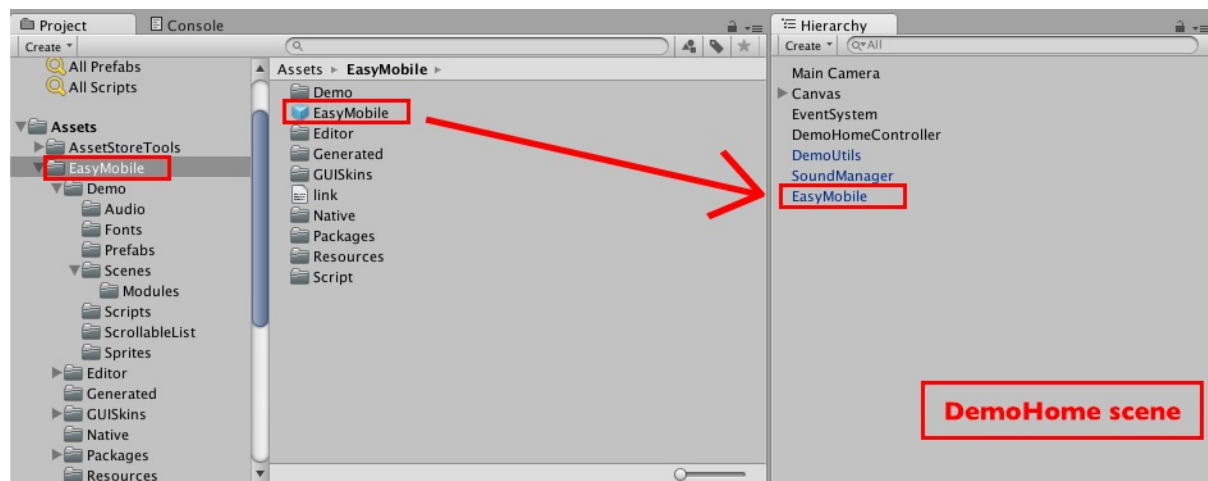 Project
Console
Create
All Prefabs
All Scripts
Assets
AssetStoreTools
EasyMobile
Demo
Audio
Fonts
Prefabs
Scenes
Modules
Scripts
ScrollableList
Sprites
Editor
Generated
GUISkins
Native
Packages
Resources
Assets EasyMobile
Demo
EasyMobile
Editor
Generated
GUISkins
link
Native
Packages
Resources
Script
Hierarchy
Create All
Main Camera
Canvas
EventSystem
DemoHomeController
DemoUtils
SoundManager
EasyMobile
DemoHome scene